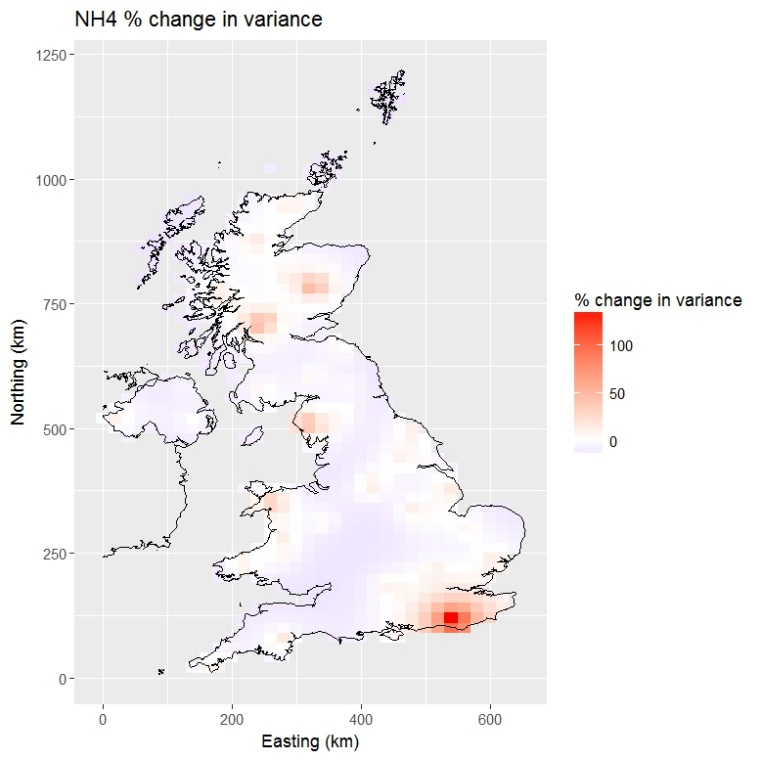 NH4 % change in variance
1250
1000
750
500
250
0
Northing (km)
0 200 400 600
Easting (km)
% change in variance
100
50
0